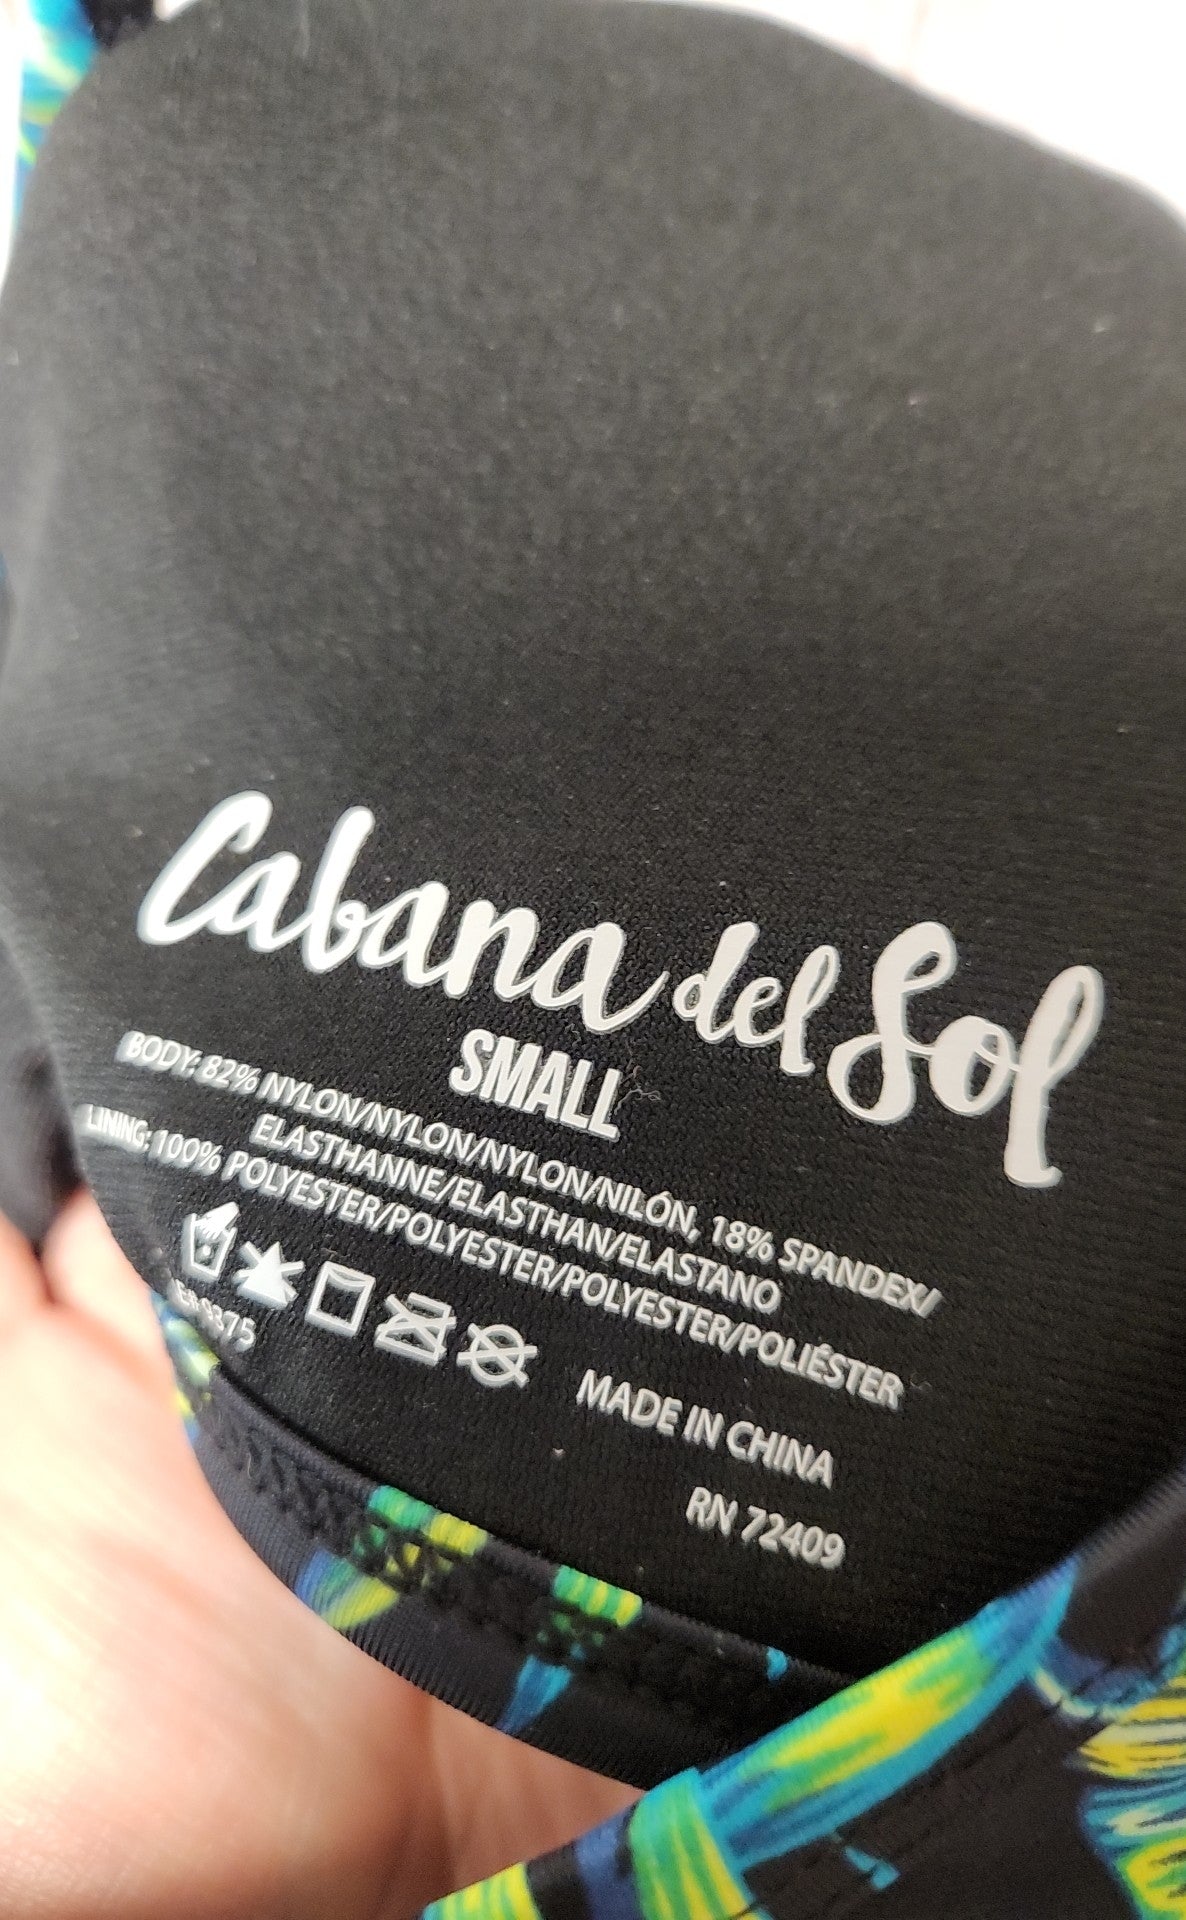 Cabana del Sol
SMALL
BODY: 82% NYLON/NYLON/NYLON/NILÓN, 18% SPANDEX/
ELASTHANNE/ELASTHAN/ELASTANO
LINING: 100% POLYESTER/POLYESTER/POLYESTER/POLIÉSTER
9375
MADE IN CHINA
RN 72409